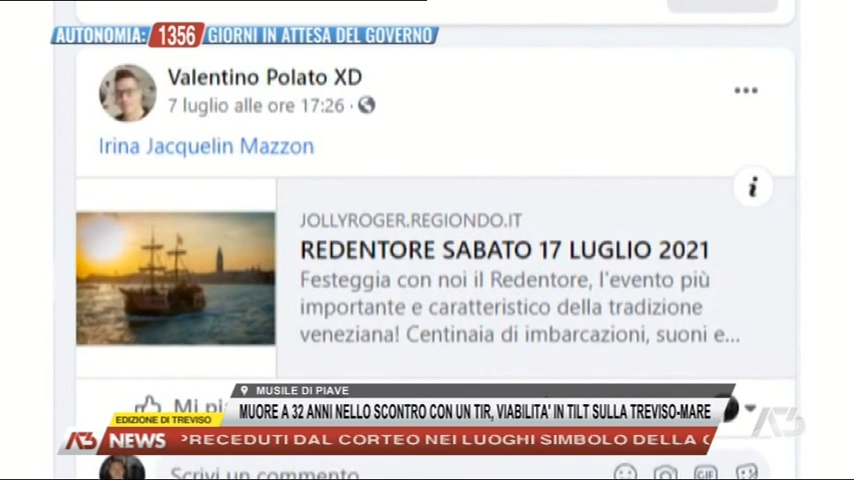 AUTONOMIA: 1356 GIORNI IN ATTESA DEL GOVERNO
Valentino Polato XD
7 luglio alle ore 17:26 ·
Irina Jacquelin Mazzon
i
JOLLYROGER.REGIONDO.IT
REDENTORE SABATO 17 LUGLIO 2021
Festeggia con noi il Redentore, l'evento più
importante e caratteristico della tradizione
veneziana! Centinaia di imbarcazioni, suoni e...
Mi
MUSILE DI PIAVE
MUORE A 32 ANNI NELLO SCONTRO CON UN TIR, VIABILITA' IN TILT SULLA TREVISO-MARE
EDIZIONE DI TREVISO
A3 NEWS PRECEDUTI DAL CORTEO NEI LUOGHI SIMBOLO DELLA
A3
Scrivi un commento
GIF